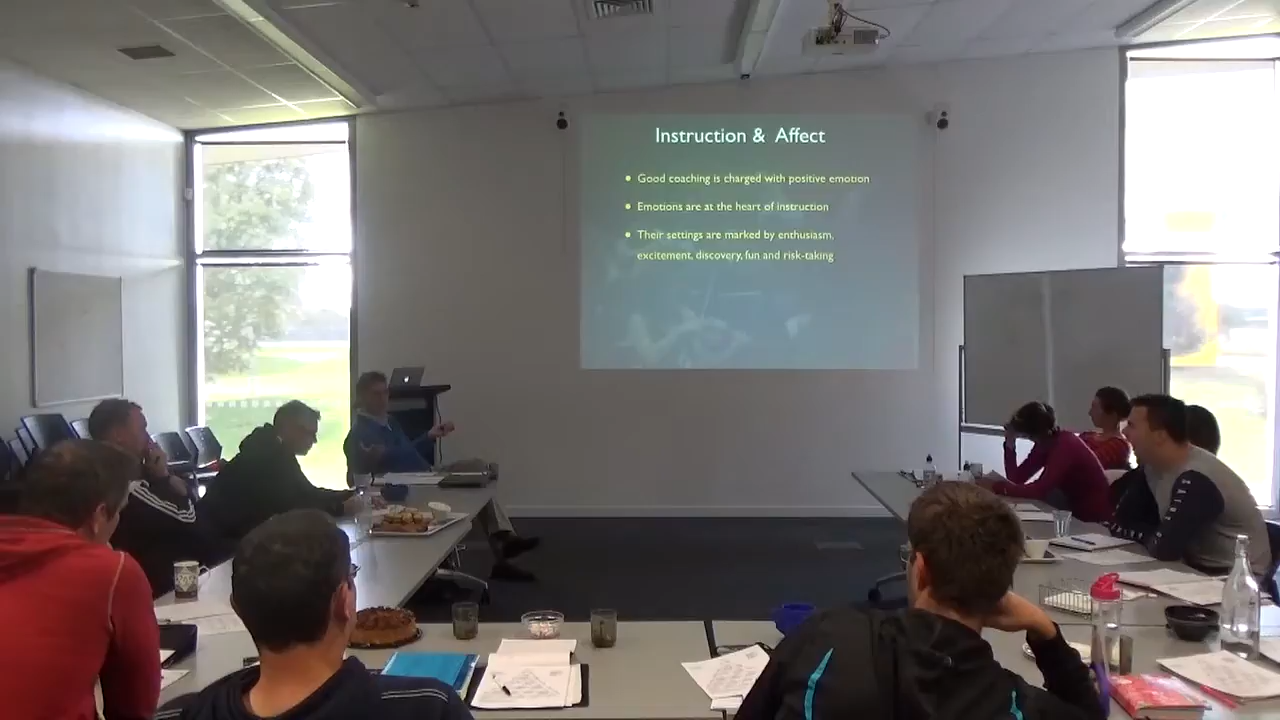 Instruction & Affect
• Good coaching is charged with positive emotion
• Emotions are at the heart of instruction
• Their settings are marked by enthusiasm,
excitement, discovery, fun and risk-taking